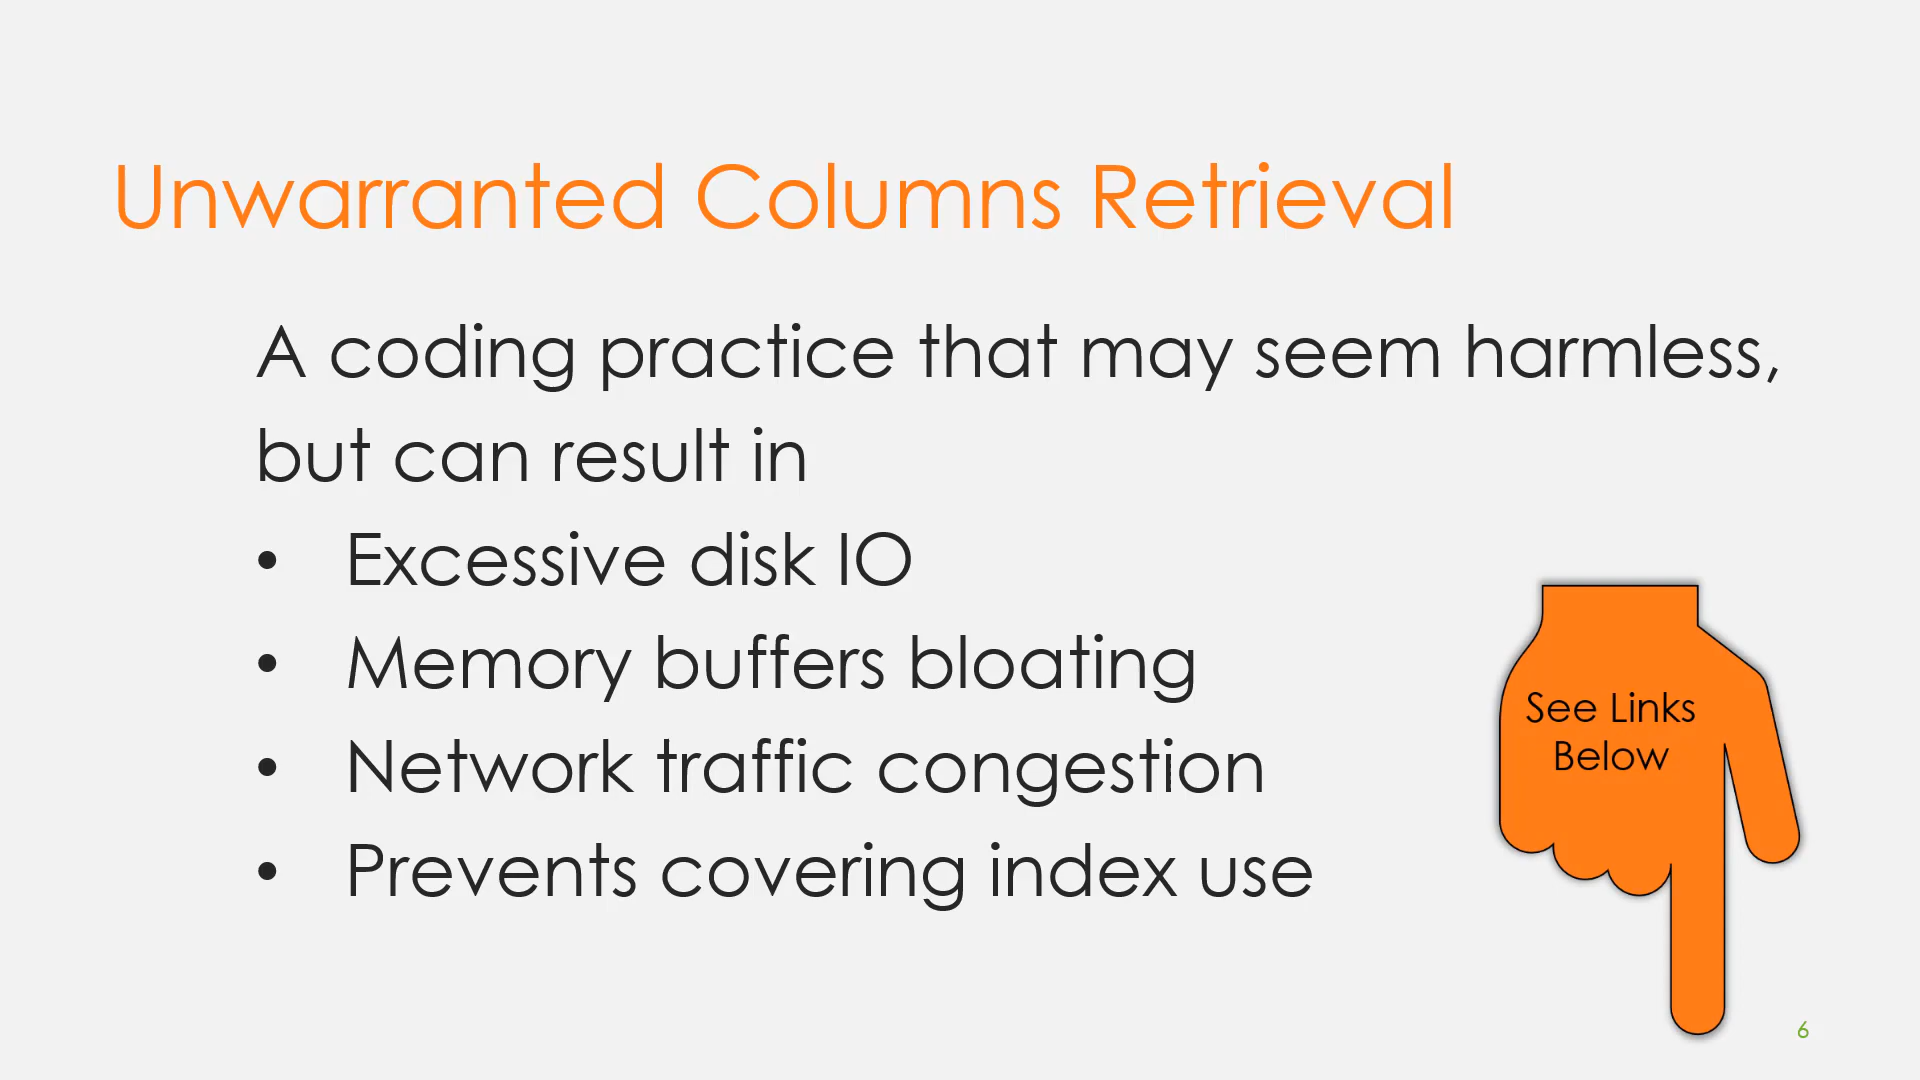 Unwarranted Columns Retrieval
A coding practice that may seem harmless,
but can result in
• Excessive disk IO
• Memory buffers bloating
• Network traffic congestion
• Prevents covering index use
See Links
Below
6